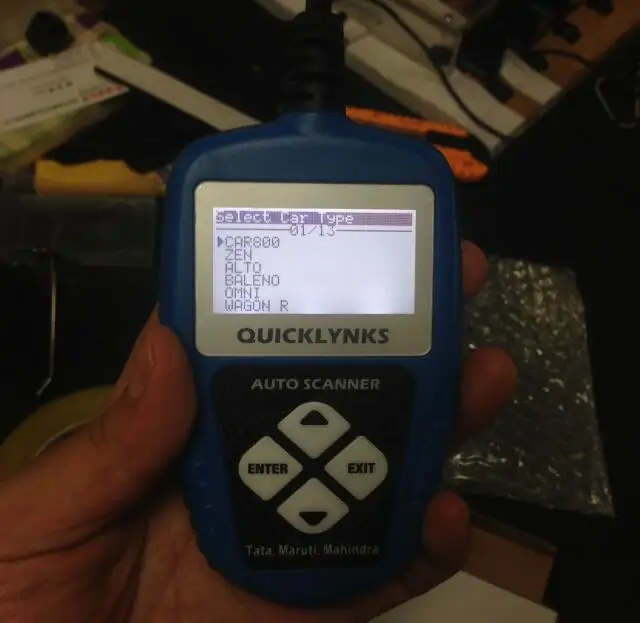 Select Car Type
01/13
CAR800
ZEN
ALTO
BALENO
OMNI
WAGON R
QUICKLYNKS
AUTO SCANNER
ENTER
EXIT
Tata, Maruti, Mahindra